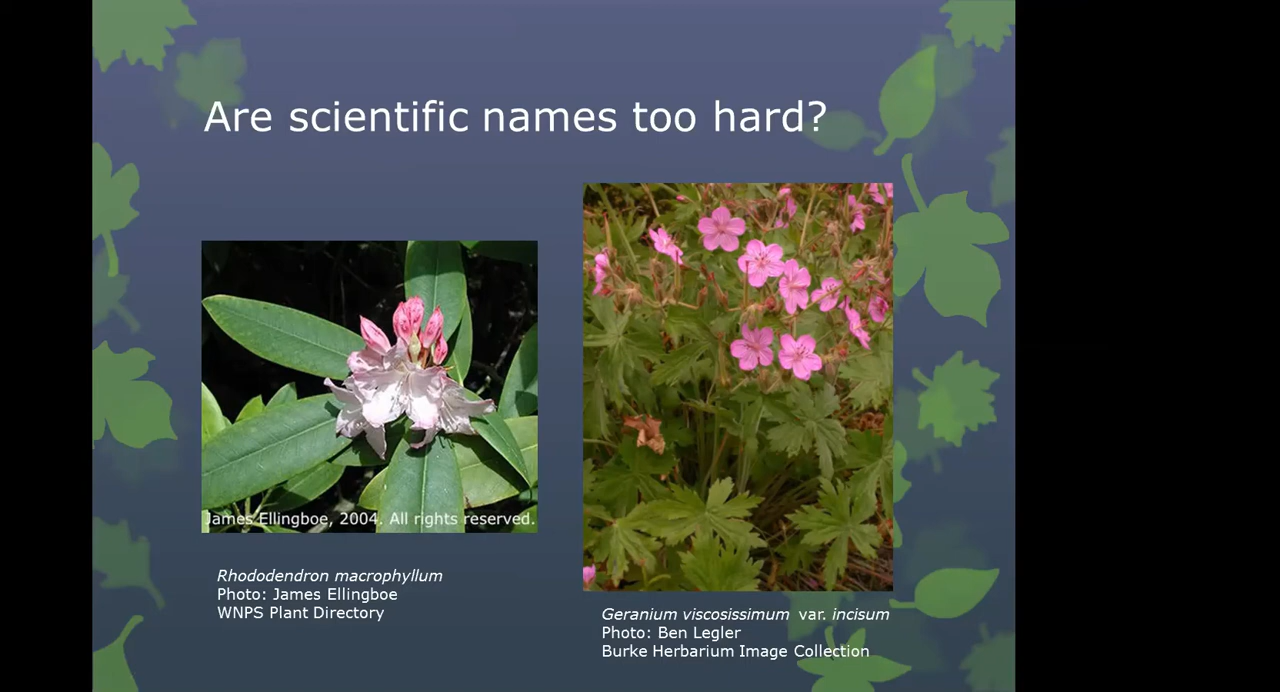 Are scientific names too hard?
James Ellingboe, 2004. All rights reserved.
Rhododendron macrophyllum
Photo: James Ellingboe
WNPS Plant Directory
Geranium viscosissimum var. incisum
Photo: Ben Legler
Burke Herbarium Image Collection